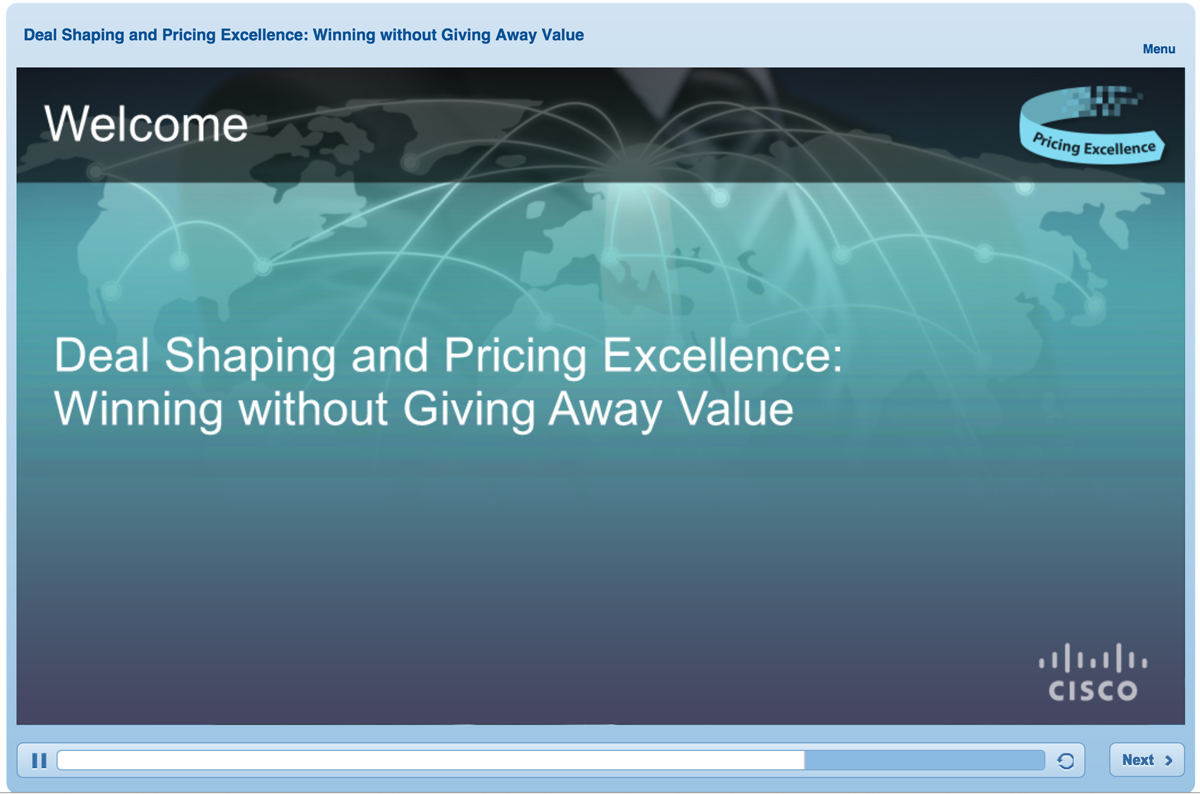 Deal Shaping and Pricing Excellence: Winning without Giving Away Value
Menu
Welcome
Pricing Excellence
Deal Shaping and Pricing Excellence:
Winning without Giving Away Value
CISCO
Next